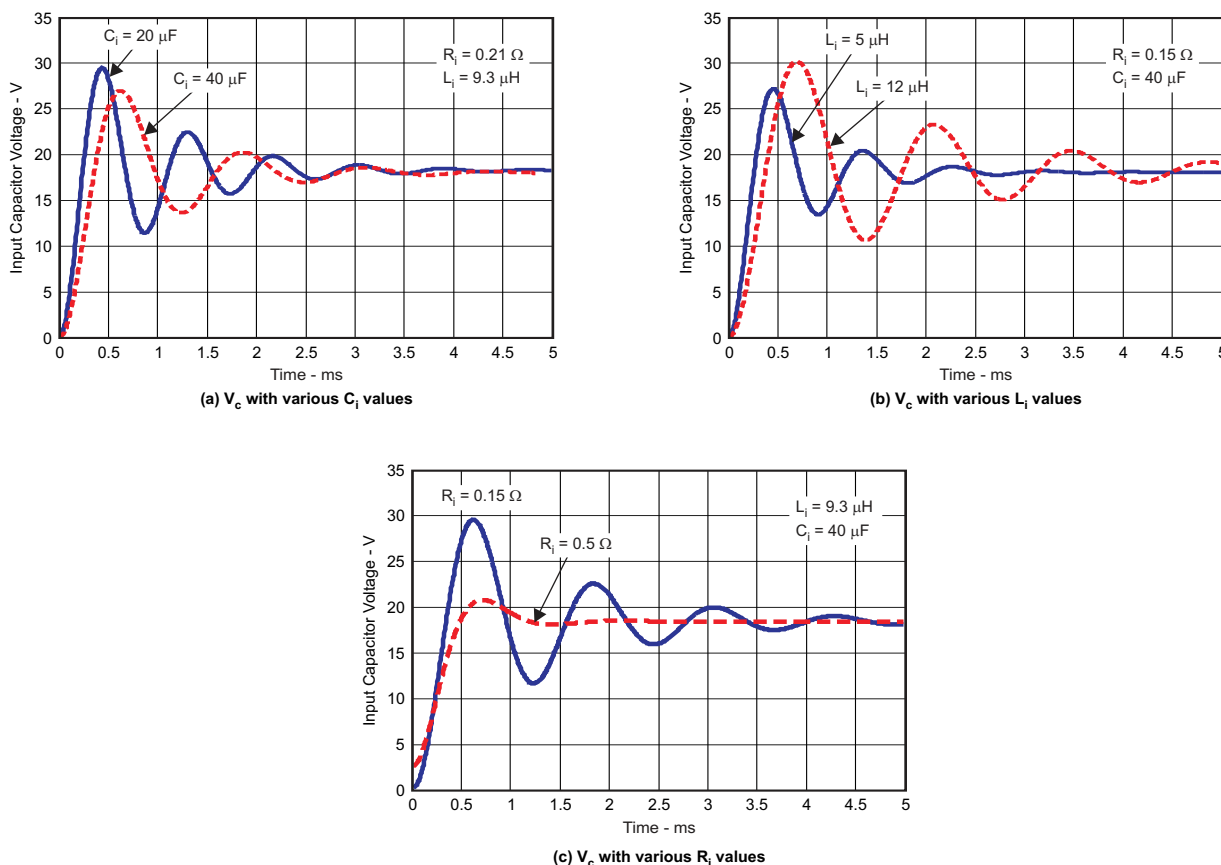 35
30
25
20
15
10
5
0
Input Capacitor Voltage - V
Cᵢ = 20 μF
Cᵢ = 40 μF
Rᵢ = 0.21 Ω
Lᵢ = 9.3 μH
0 0.5 1 1.5 2 2.5 3 3.5 4 4.5 5
Time - ms
(a) V꜀ with various Cᵢ values
35
30
25
20
15
10
5
0
Input Capacitor Voltage - V
Lᵢ = 5 μH
Lᵢ = 12 μH
Rᵢ = 0.15 Ω
Cᵢ = 40 μF
0 0.5 1 1.5 2 2.5 3 3.5 4 4.5 5
Time - ms
(b) V꜀ with various Lᵢ values
35
30
25
20
15
10
5
0
Input Capacitor Voltage - V
Rᵢ = 0.15 Ω
Rᵢ = 0.5 Ω
Lᵢ = 9.3 μH
Cᵢ = 40 μF
0 0.5 1 1.5 2 2.5 3 3.5 4 4.5 5
Time - ms
(c) V꜀ with various Rᵢ values